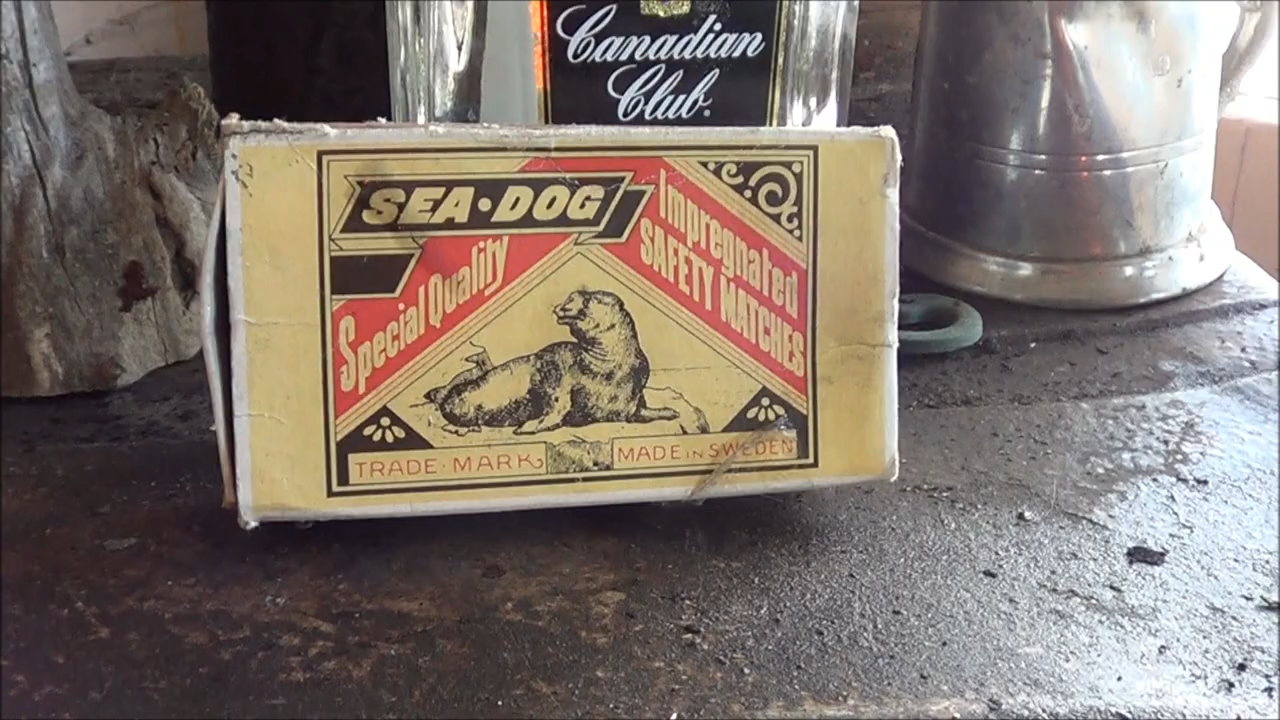 Canadian
Club®
SEA·DOG
Special Quality
Impregnated
SAFETY MATCHES
TRADE·MARK
MADE IN SWEDEN